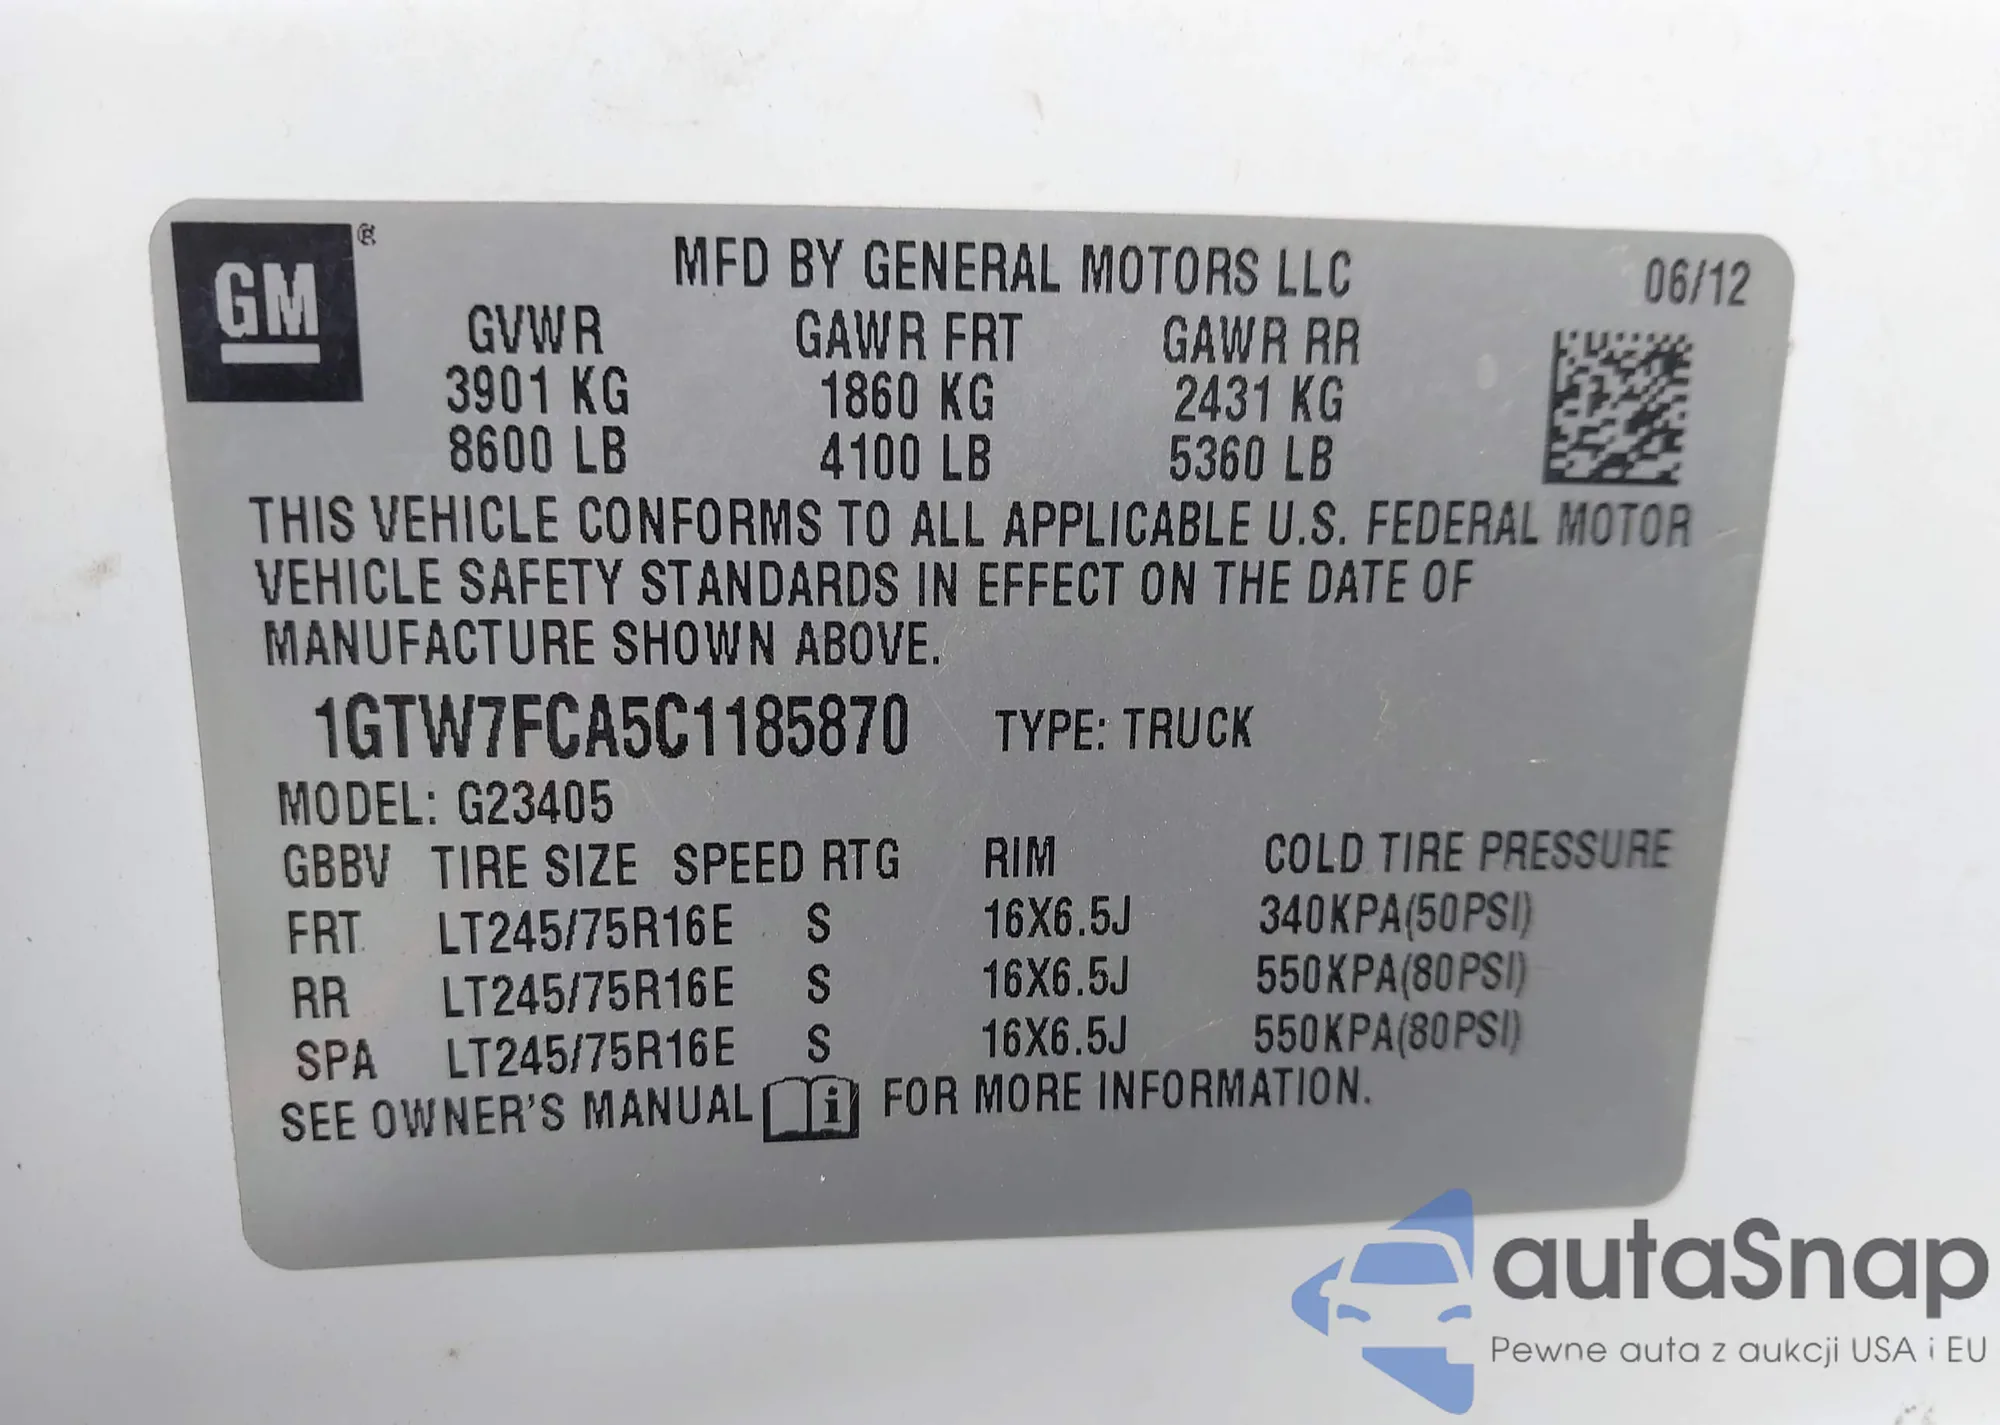 GM ®
MFD BY GENERAL MOTORS LLC 06/12
GVWR GAWR FRT GAWR RR
3901 KG 1860 KG 2431 KG
8600 LB 4100 LB 5360 LB
THIS VEHICLE CONFORMS TO ALL APPLICABLE U.S. FEDERAL MOTOR
VEHICLE SAFETY STANDARDS IN EFFECT ON THE DATE OF
MANUFACTURE SHOWN ABOVE.
1GTW7FCA5C1185870 TYPE: TRUCK
MODEL: G23405
GBBV TIRE SIZE SPEED RTG RIM COLD TIRE PRESSURE
FRT LT245/75R16E S 16X6.5J 340KPA(50PSI)
RR LT245/75R16E S 16X6.5J 550KPA(80PSI)
SPA LT245/75R16E S 16X6.5J 550KPA(80PSI)
SEE OWNER'S MANUAL i FOR MORE INFORMATION.
autaSnap
Pewne auta z aukcji USA i EU